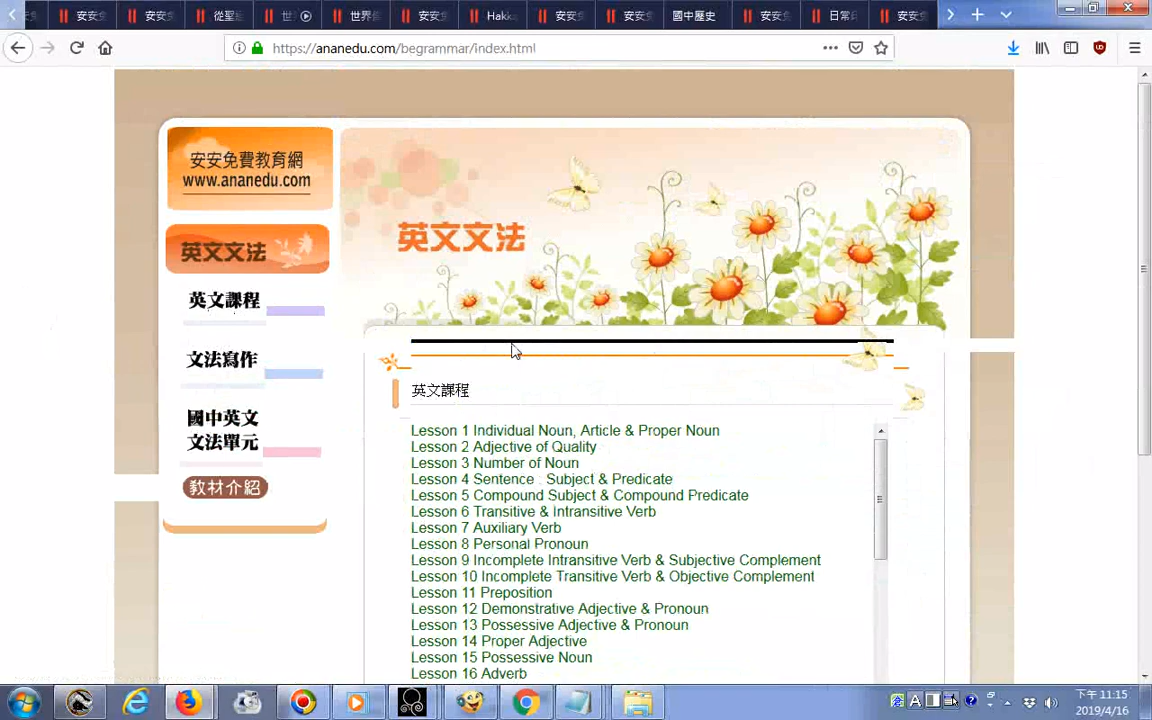 安安
安安
從聖
世
世界
安安
Hakk
安安
安安
國中歷史
安安
日常
安安
https://ananedu.com/begrammar/index.html
安安免費教育網
www.ananedu.com
英文文法
英文文法
英文課程
文法寫作
國中英文
文法單元
教材介紹
英文課程
Lesson 1 Individual Noun, Article & Proper Noun
Lesson 2 Adjective of Quality
Lesson 3 Number of Noun
Lesson 4 Sentence : Subject & Predicate
Lesson 5 Compound Subject & Compound Predicate
Lesson 6 Transitive & Intransitive Verb
Lesson 7 Auxiliary Verb
Lesson 8 Personal Pronoun
Lesson 9 Incomplete Intransitive Verb & Subjective Complement
Lesson 10 Incomplete Transitive Verb & Objective Complement
Lesson 11 Preposition
Lesson 12 Demonstrative Adjective & Pronoun
Lesson 13 Possessive Adjective & Pronoun
Lesson 14 Proper Adjective
Lesson 15 Possessive Noun
Lesson 16 Adverb
下午 11:15
2019/4/16